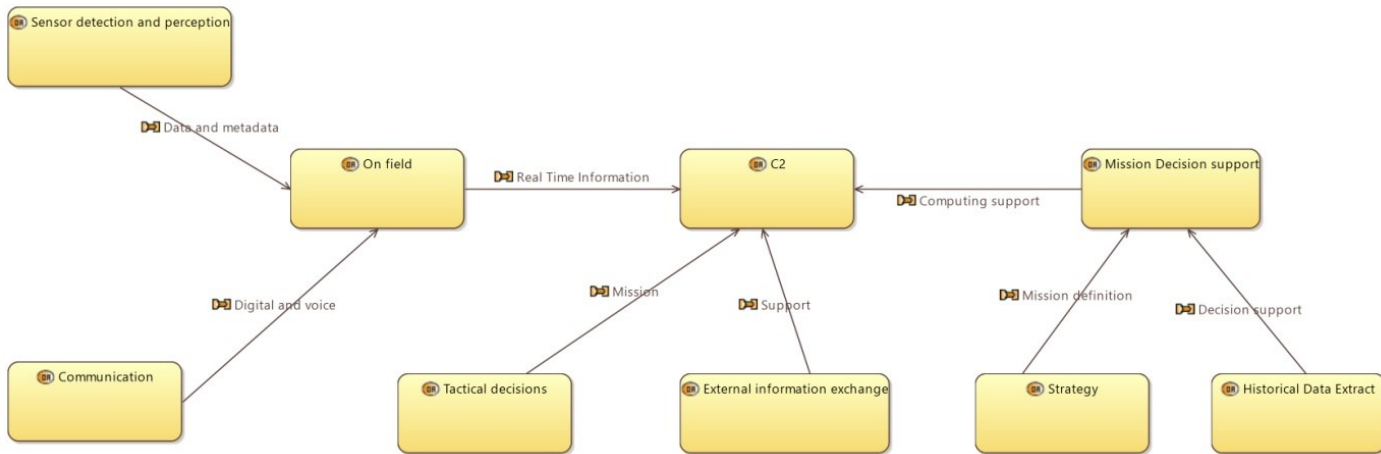 Sensor detection and perception
Data and metadata
On field
Real Time Information
C2
Mission Decision support
Computing support
Digital and voice
Mission
Support
Mission definition
Decision support
Communication
Tactical decisions
External information exchange
Strategy
Historical Data Extract